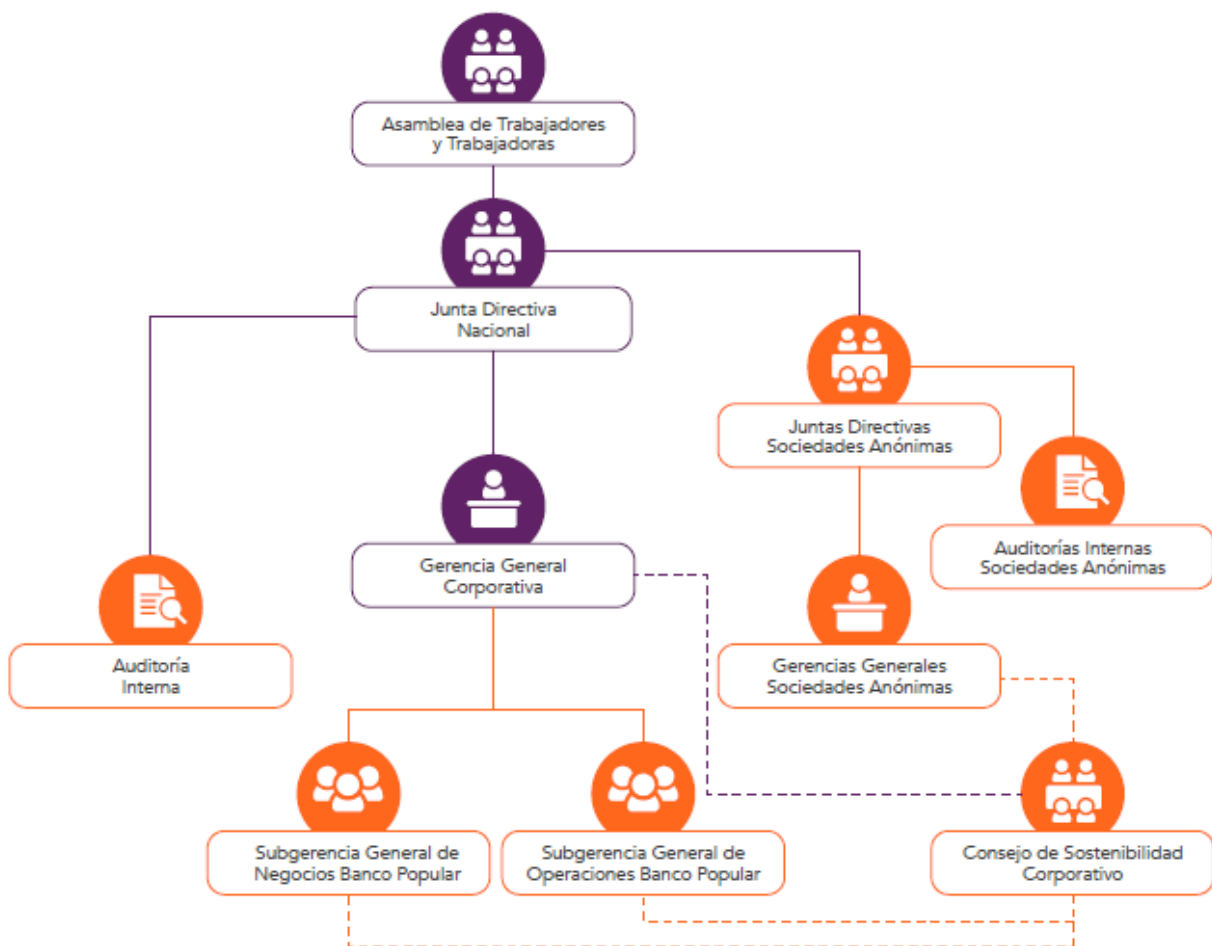 Asamblea de Trabajadores
y Trabajadoras
Junta Directiva
Nacional
Juntas Directivas
Sociedades Anónimas
Auditorías Internas
Sociedades Anónimas
Gerencia General
Corporativa
Auditoría
Interna
Gerencias Generales
Sociedades Anónimas
Subgerencia General de
Negocios Banco Popular
Subgerencia General de
Operaciones Banco Popular
Consejo de Sostenibilidad
Corporativo